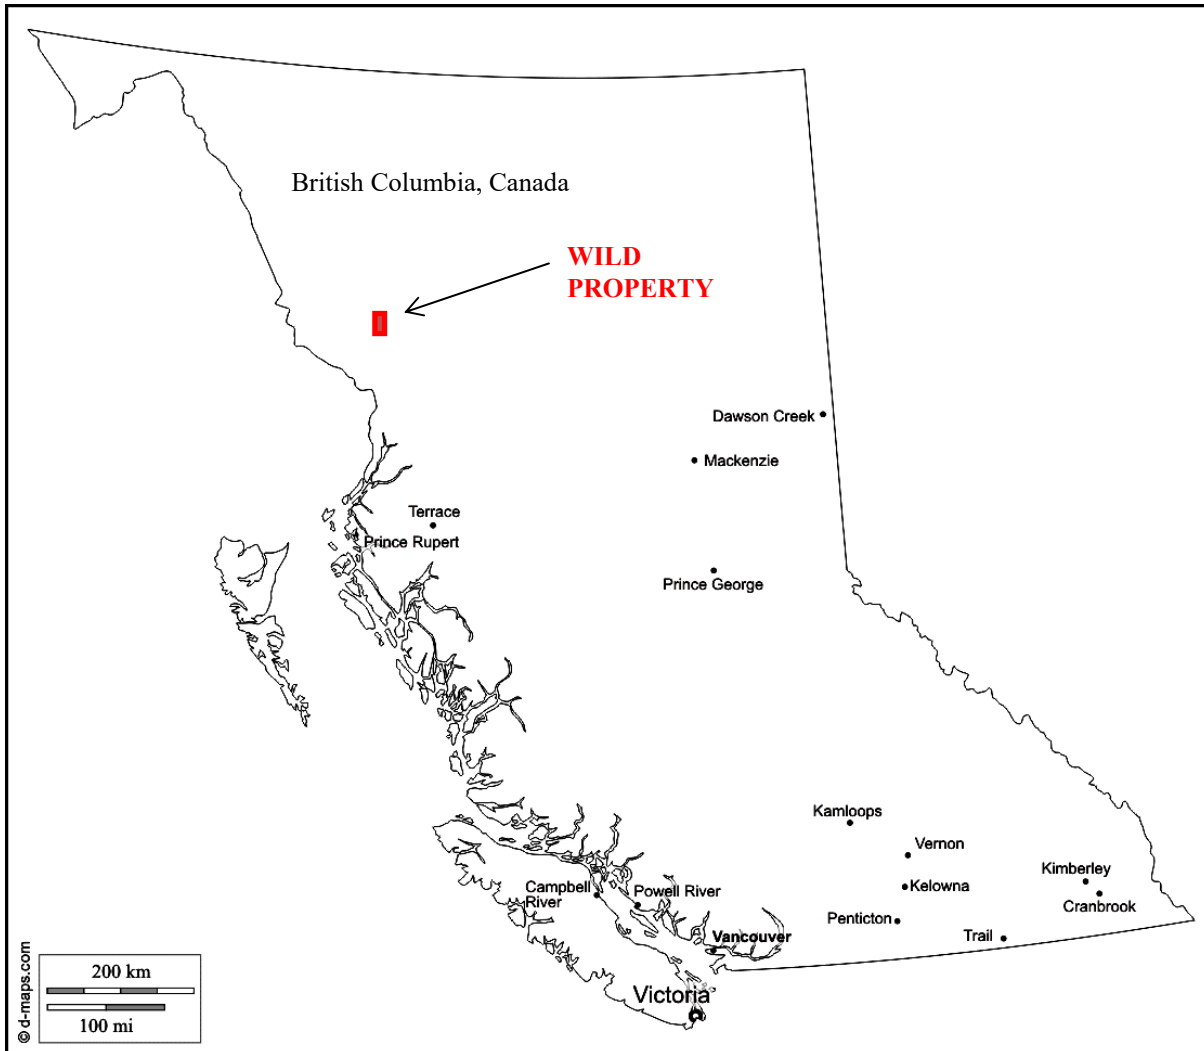 British Columbia, Canada
WILD
PROPERTY
Dawson Creek
Mackenzie
Terrace
Prince Rupert
Prince George
Kamloops
Vernon
Kimberley
Kelowna
Cranbrook
Campbell
River
Powell River
Penticton
Trail
Vancouver
Victoria
200 km
100 mi
© d-maps.com